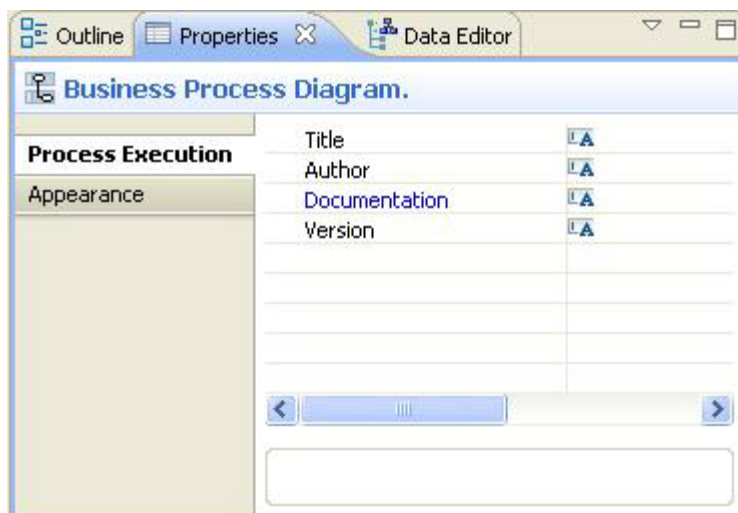 Outline Properties Data Editor
Business Process Diagram.
Process Execution
Appearance
Title
Author
Documentation
Version